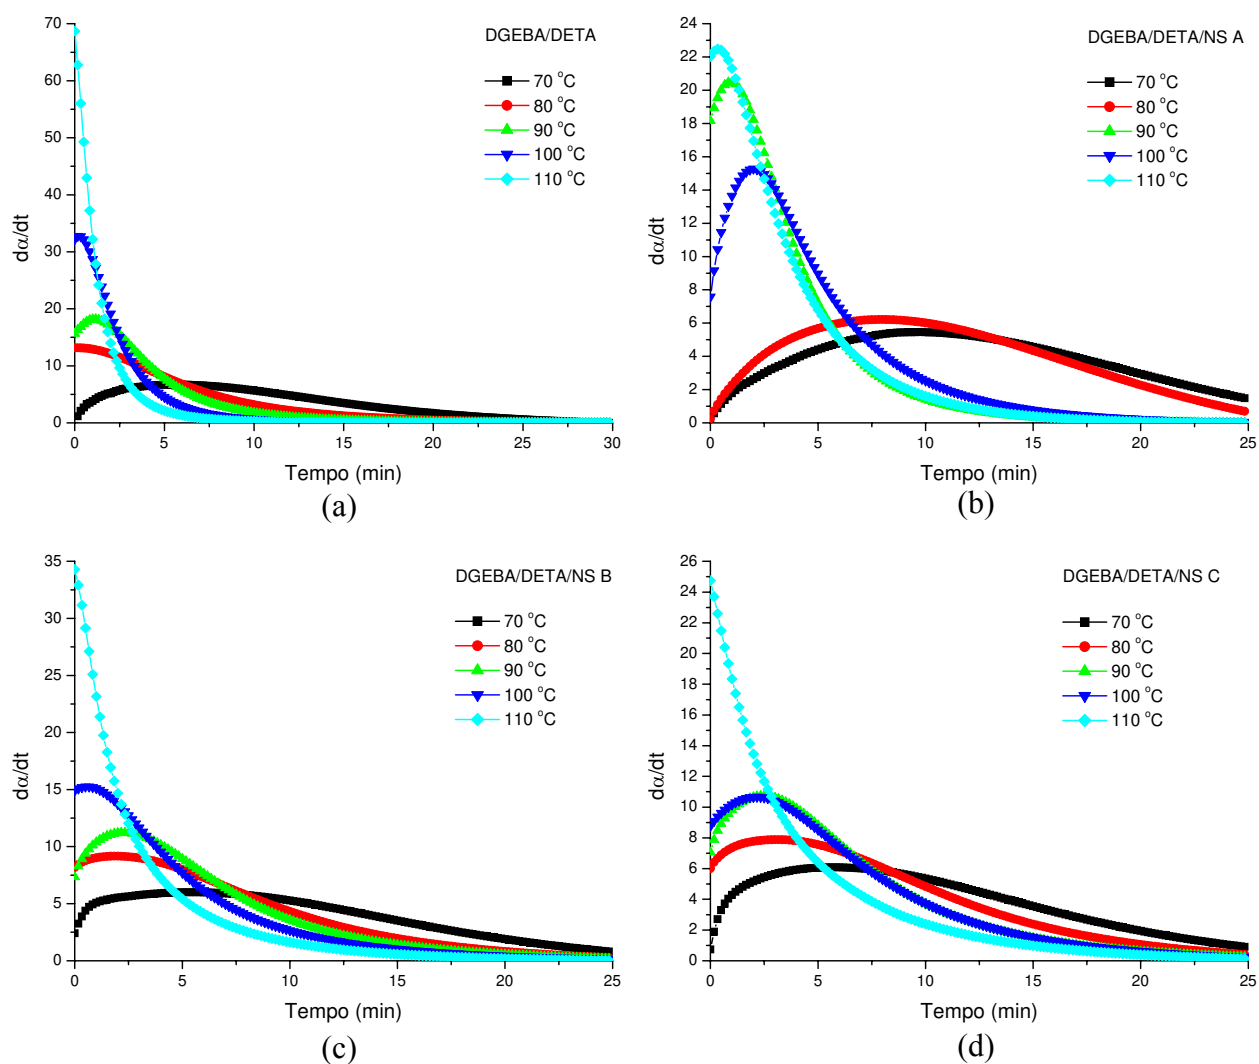 DGEBA/DETA
70 °C
80 °C
90 °C
100 °C
110 °C
dα/dt
70
60
50
40
30
20
10
0
0 5 10 15 20 25 30
Tempo (min)
(a)
DGEBA/DETA/NS A
70 °C
80 °C
90 °C
100 °C
110 °C
dα/dt
24
22
20
18
16
14
12
10
8
6
4
2
0
0 5 10 15 20 25
Tempo (min)
(b)
DGEBA/DETA/NS B
70 °C
80 °C
90 °C
100 °C
110 °C
dα/dt
35
30
25
20
15
10
5
0
0 5 10 15 20 25
Tempo (min)
(c)
DGEBA/DETA/NS C
70 °C
80 °C
90 °C
100 °C
110 °C
dα/dt
26
24
22
20
18
16
14
12
10
8
6
4
2
0
0 5 10 15 20 25
Tempo (min)
(d)